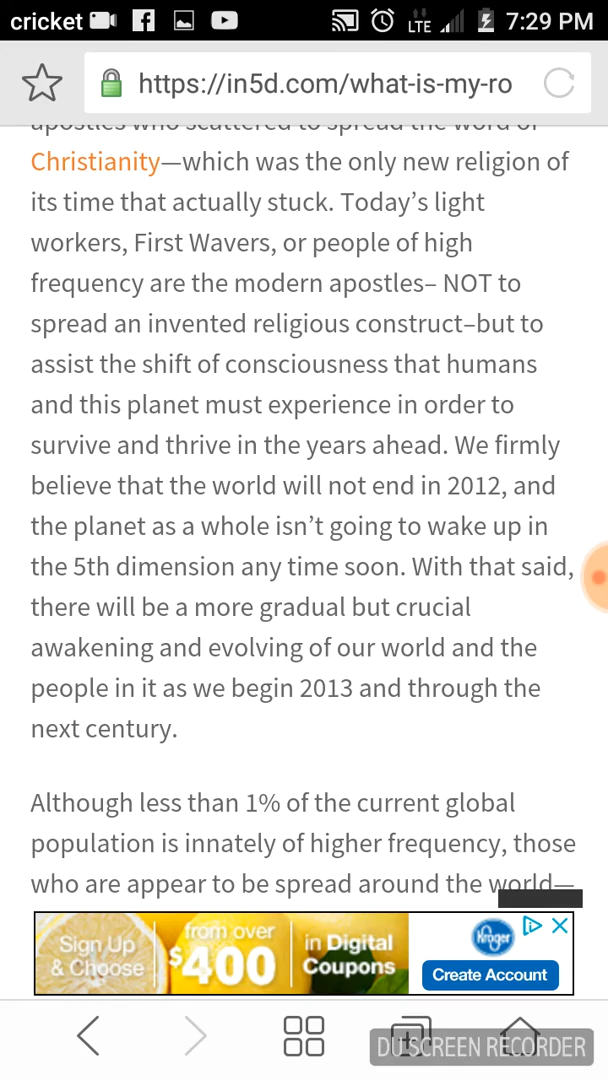 cricket
LTE
7:29 PM
https://in5d.com/what-is-my-ro
apostles who scattered to spread the word of
Christianity—which was the only new religion of
its time that actually stuck. Today's light
workers, First Wavers, or people of high
frequency are the modern apostles– NOT to
spread an invented religious construct–but to
assist the shift of consciousness that humans
and this planet must experience in order to
survive and thrive in the years ahead. We firmly
believe that the world will not end in 2012, and
the planet as a whole isn't going to wake up in
the 5th dimension any time soon. With that said,
there will be a more gradual but crucial
awakening and evolving of our world and the
people in it as we begin 2013 and through the
next century.
Although less than 1% of the current global
population is innately of higher frequency, those
who are appear to be spread around the world—
Sign Up
& Choose
from over
$400
in Digital
Coupons
Kroger
Create Account
DU SCREEN RECORDER